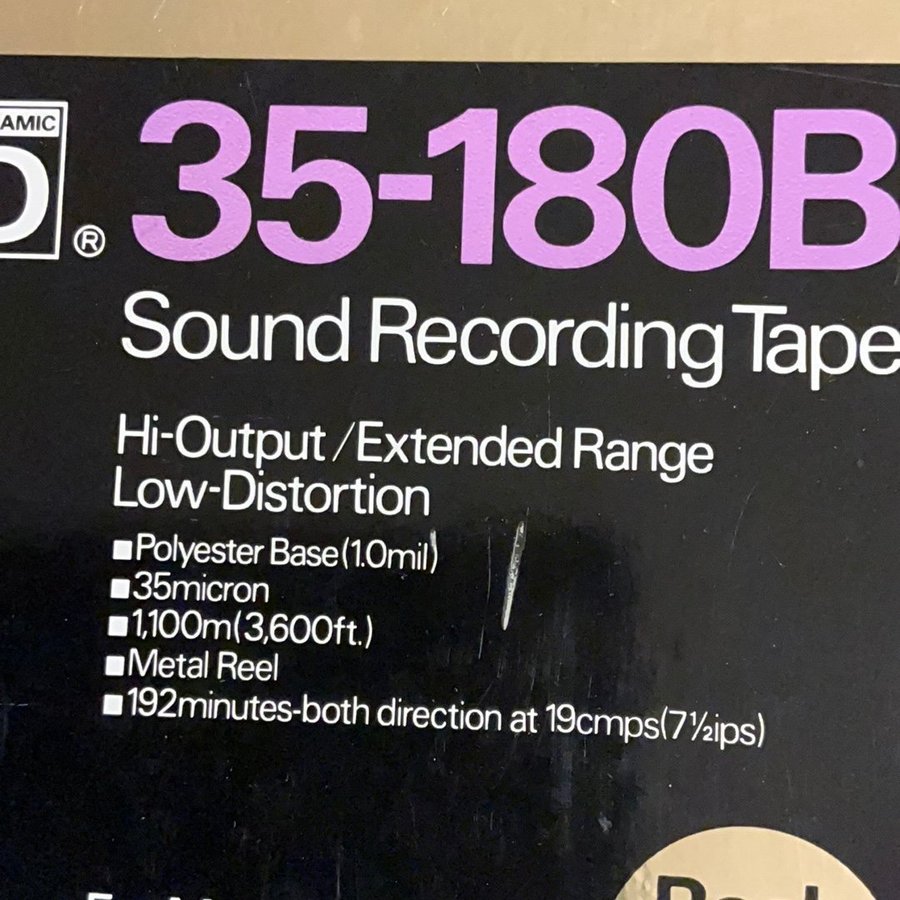 AMIC
® 35-180B
Sound Recording Tape
Hi-Output/Extended Range
Low-Distortion
■Polyester Base(1.0mil)
■35micron
■1,100m(3,600ft.)
■Metal Reel
■192minutes-both direction at 19cmps(7½ips)